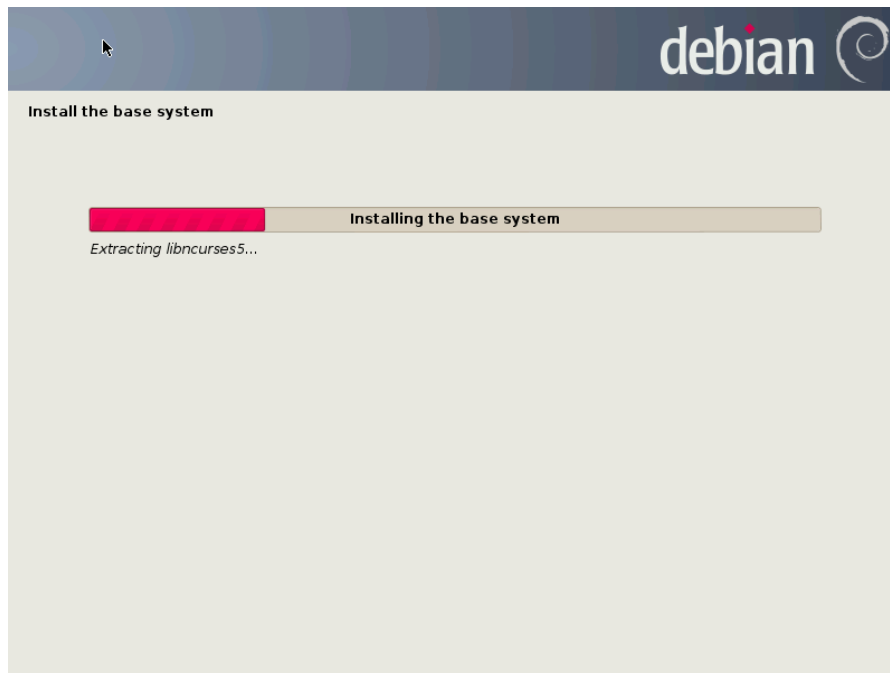 debian
Install the base system
Installing the base system
Extracting libncurses5...